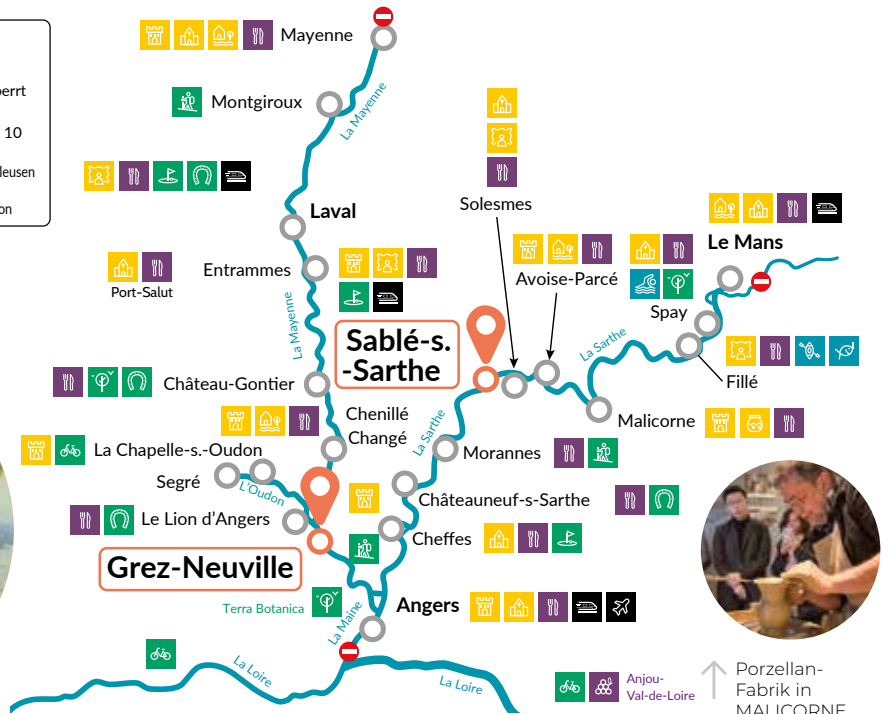 Mayenne
errt
Montgiroux
La Mayenne
10
leusen
on
Solesmes
Laval
Le Mans
Entrammes
Avoise-Parcé
Port-Salut
Spay
La Mayenne
Sablé-s.
-Sarthe
La Sarthe
Fillé
Château-Gontier
Chenillé
Changé
Malicorne
La Sarthe
La Chapelle-s.-Oudon
Morannes
Segré
L'Oudon
Châteauneuf-s-Sarthe
Le Lion d'Angers
Cheffes
Grez-Neuville
Terra Botanica
Angers
La Maine
La Loire
La Loire
Anjou-
Val-de-Loire
Porzellan-
Fabrik in
MALICORNE